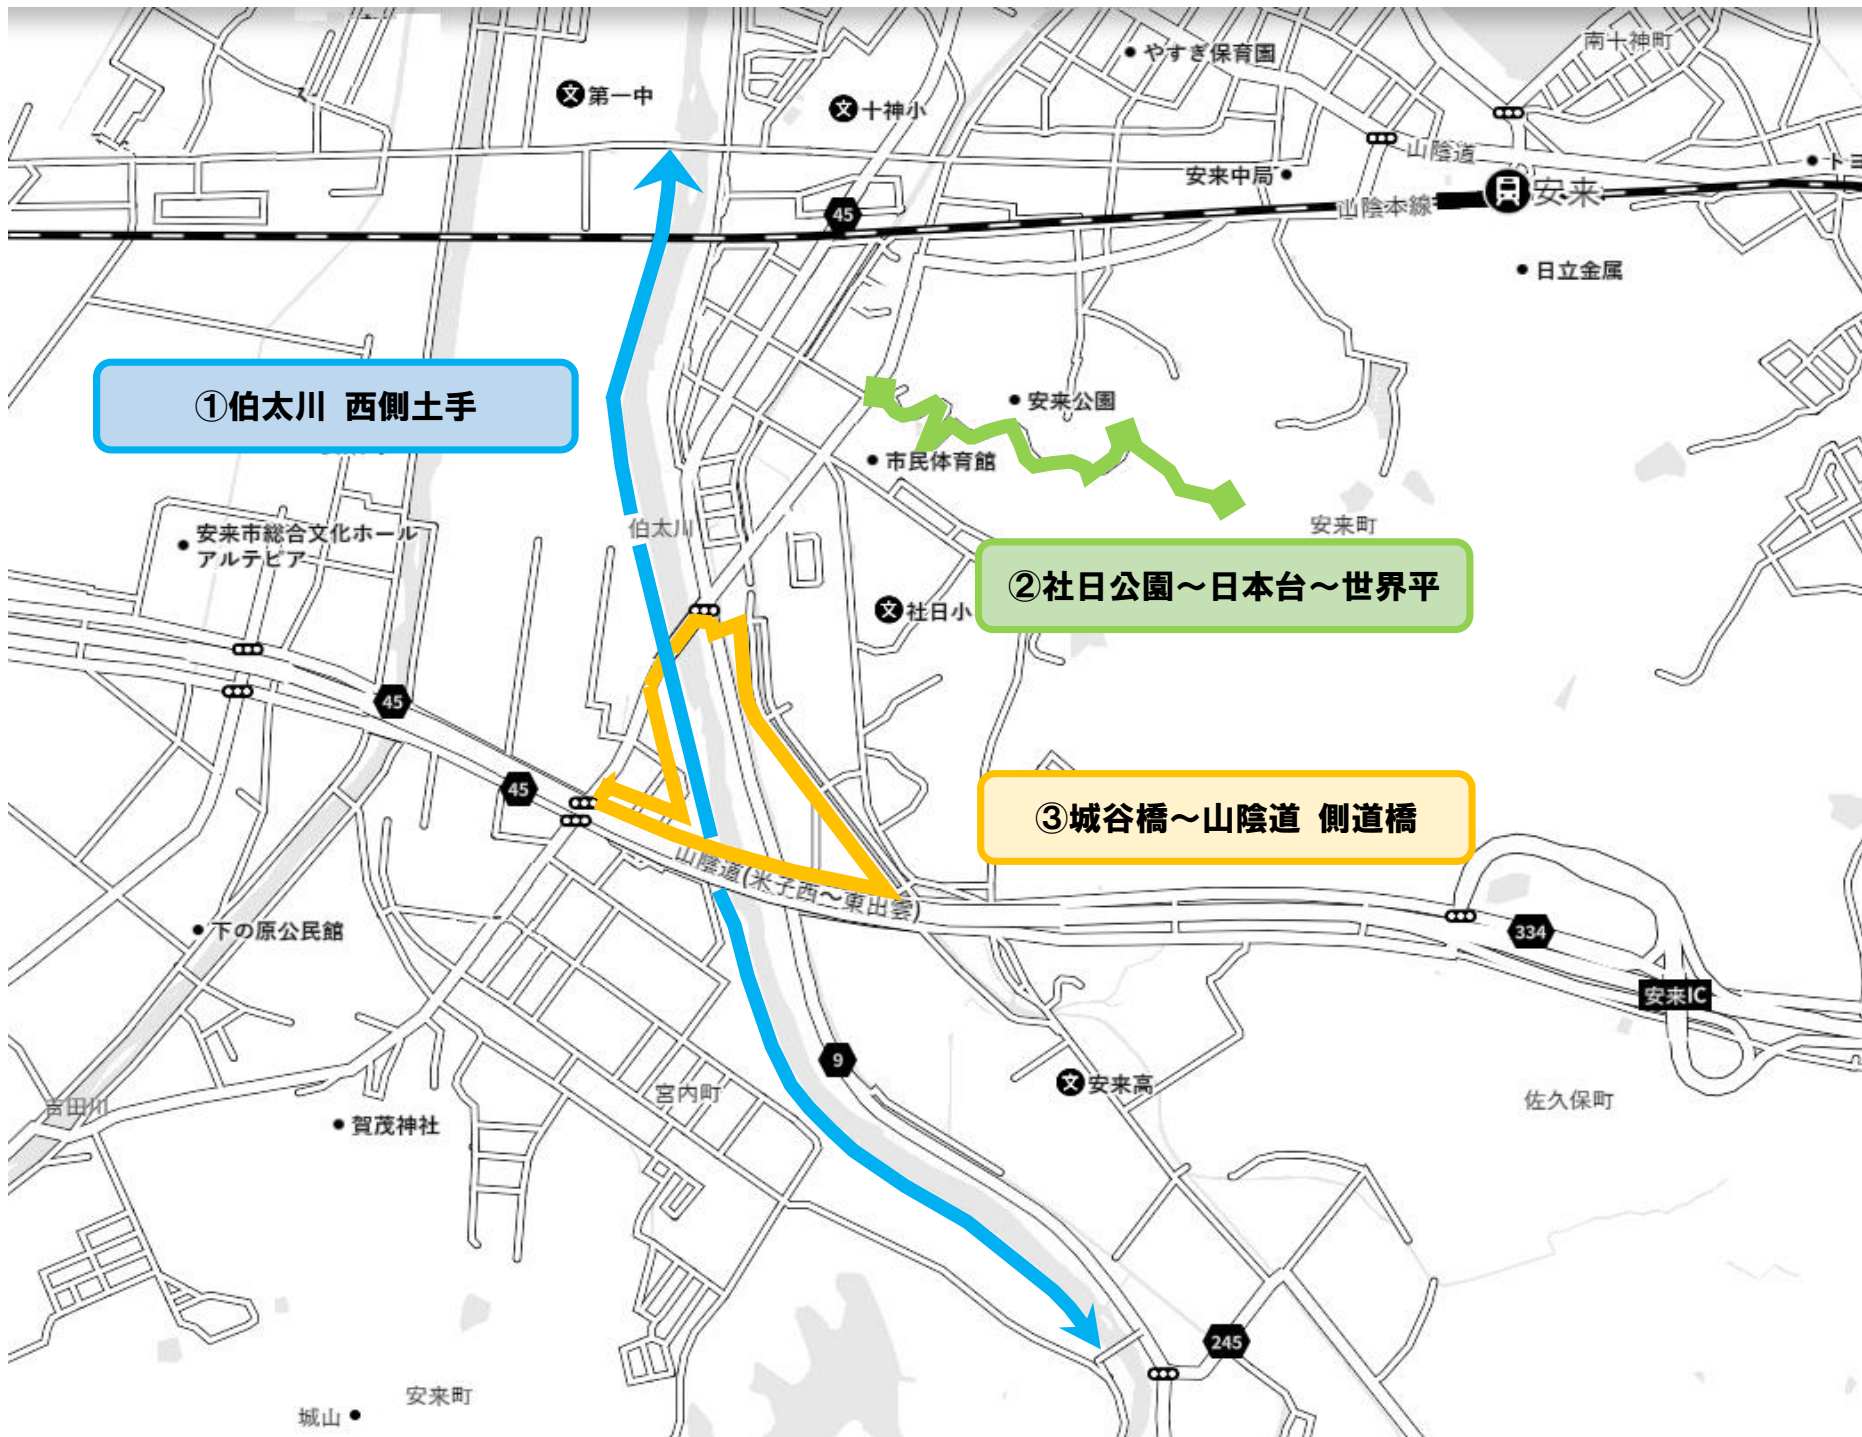 南十神町
やすぎ保育園
第一中
十神小
山陰道
安来中局
トヨ
45
山陰本線
安来
日立金属
①伯太川 西側土手
安来公園
市民体育館
伯太川
安来町
安来市総合文化ホール
アルテピア
②社日公園～日本台～世界平
社日小
45
45
③城谷橋～山陰道 側道橋
山陰道(米子西～東出雲)
下の原公民館
334
安来IC
9
安来高
宮内町
佐久保町
吉田川
賀茂神社
245
安来町
城山